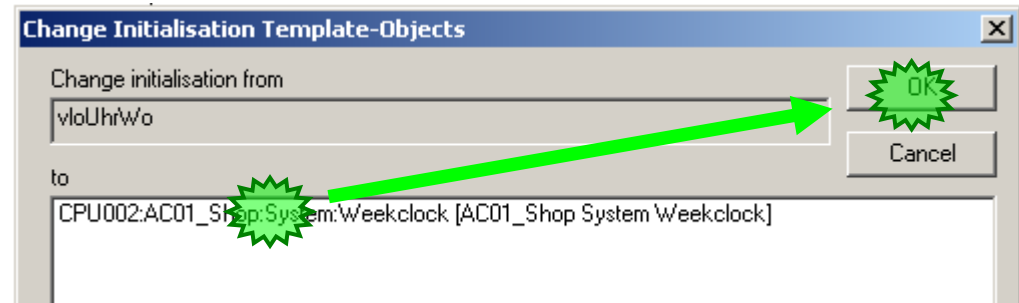 Change Initialisation Template-Objects
Change initialisation from
OK
vloUhrWo
Cancel
to
CPU002:AC01_Shop:System:Weekclock [AC01_Shop System Weekclock]